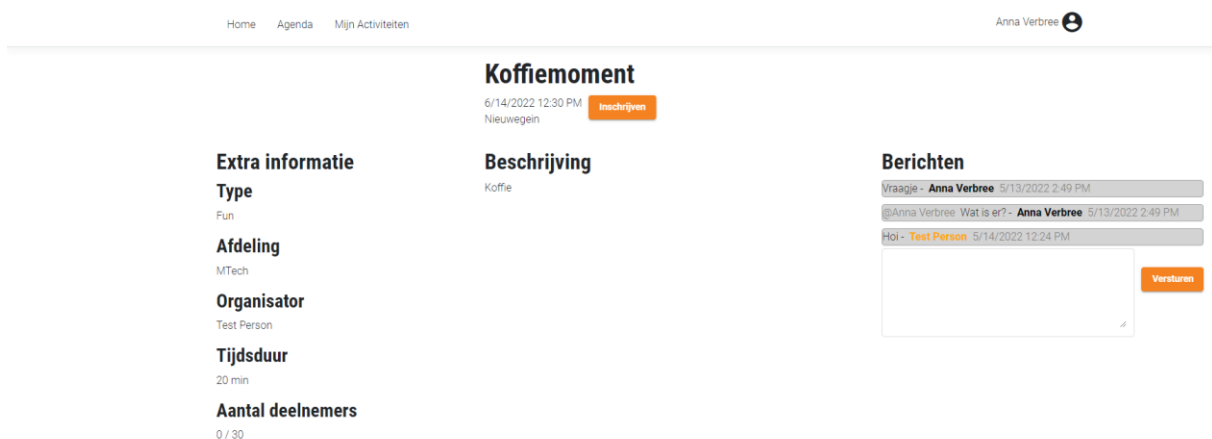 Home Agenda Mijn Activiteiten Anna Verbree
Koffiemoment
6/14/2022 12:30 PM
Nieuwegein
Inschrijven
Extra informatie
Type
Fun
Afdeling
MTech
Organisator
Test Person
Tijdsduur
20 min
Aantal deelnemers
0 / 30
Beschrijving
Koffie
Berichten
Vraagje - Anna Verbree 5/13/2022 2:49 PM
@Anna Verbree Wat is er? - Anna Verbree 5/13/2022 2:49 PM
Hoi - Test Person 5/14/2022 12:24 PM
Versturen